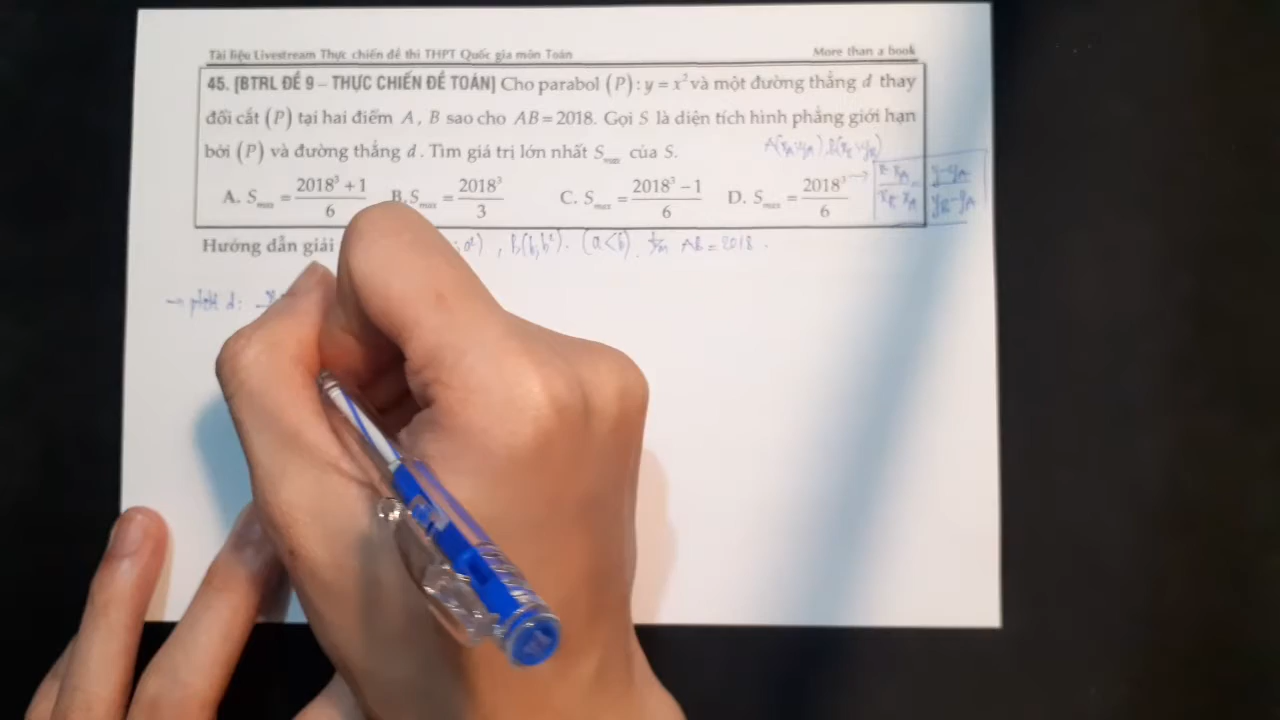 Tài liệu Livestream Thực chiến đề thi THPT Quốc gia môn Toán More than a book
45. [BTRL ĐỀ 9 – THỰC CHIẾN ĐỀ TOÁN] Cho parabol (P): y = x² và một đường thẳng d thay
đổi cắt (P) tại hai điểm A, B sao cho AB = 2018. Gọi S là diện tích hình phẳng giới hạn
bởi (P) và đường thẳng d. Tìm giá trị lớn nhất S_max của S.
A(x_A; y_A), B(x_B; y_B)
A. S_max = (2018³ + 1)/6 B. S_max = 2018³/3 C. S_max = (2018³ − 1)/6 D. S_max = 2018³/6
→ (x-x_A)/(x_B-x_A) = (y-y_A)/(y_B-y_A)
Hướng dẫn giải ; a²), B(b; b²). (a<b). AB = 2018.
→ d: